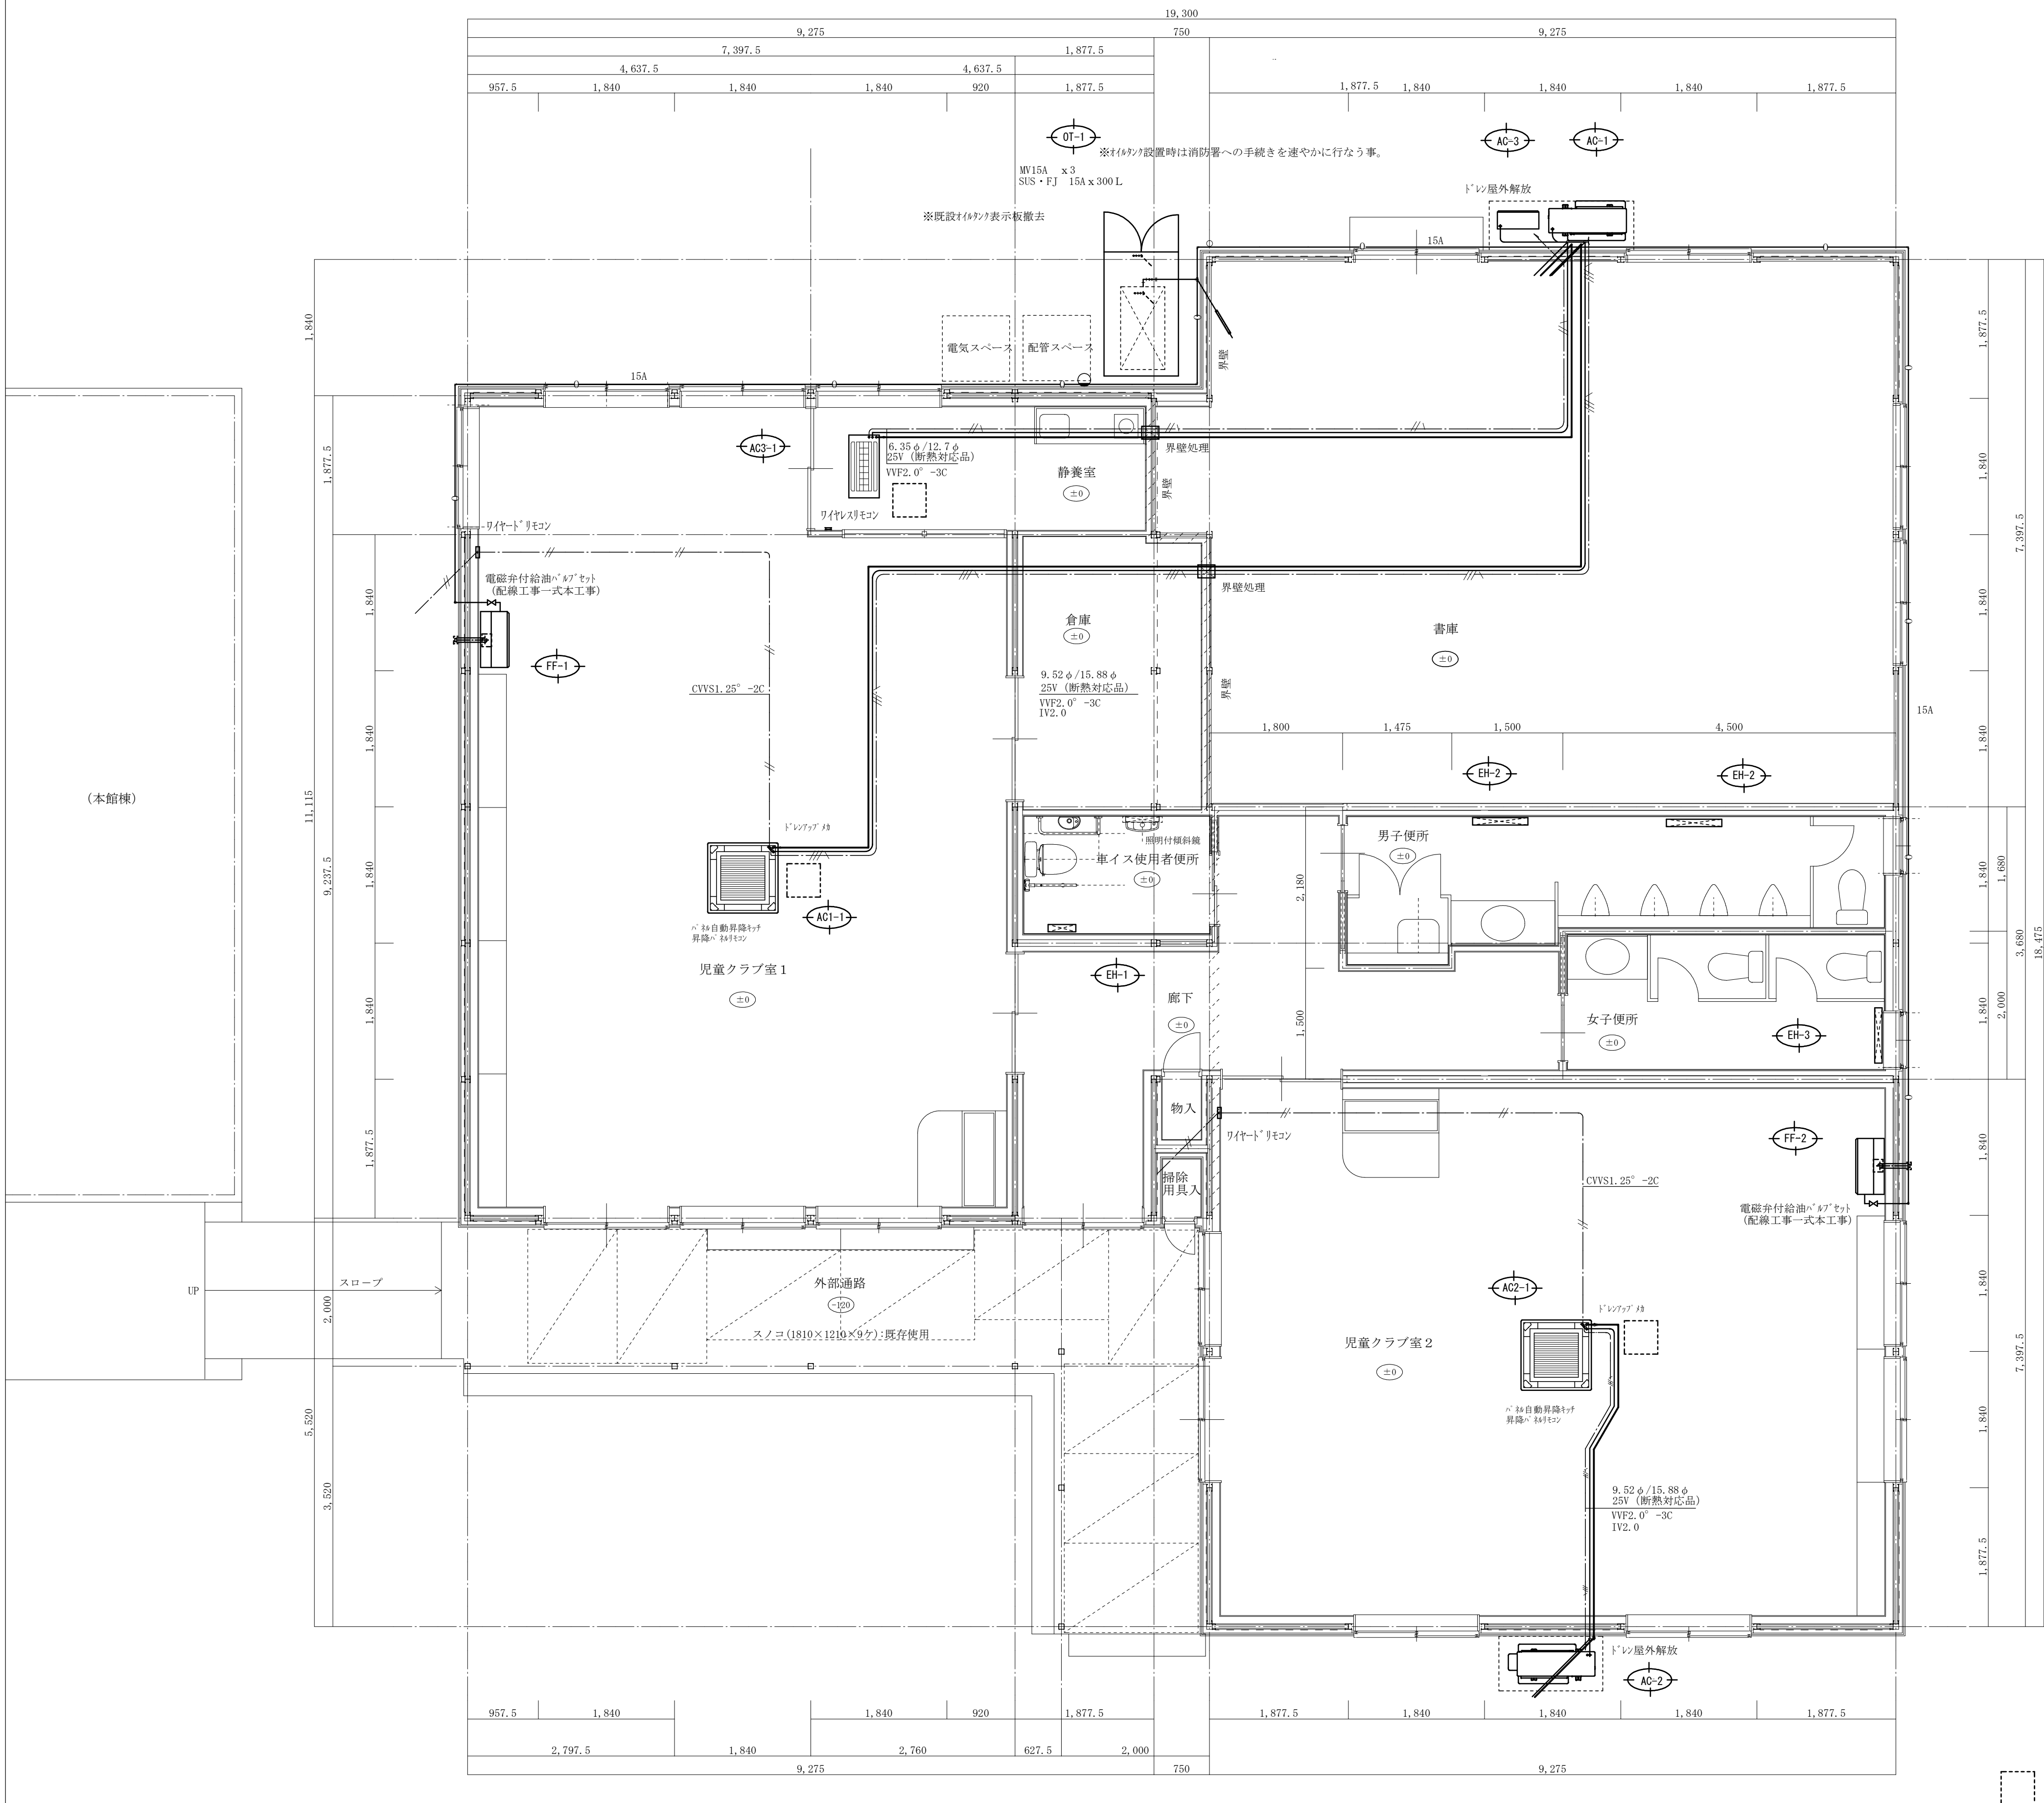 19,300
9,275
750
9,275
7,397.5
1,877.5
4,637.5
4,637.5
957.5
1,840
1,840
1,840
920
1,877.5
1,877.5
1,840
1,840
1,840
1,877.5
OT-1
※ｵｲﾙﾀﾝｸ設置時は消防署への手続きを速やかに行なう事。
MV15A x3
SUS・FJ 15Ax300L
※既設ｵｲﾙﾀﾝｸ表示板撤去
AC-3
AC-1
ﾄﾞﾚﾝ屋外解放
15A
15A
電気スペース
配管スペース
界壁
AC3-1
6.35φ/12.7φ
25V (断熱対応品)
VVF2.0°-3C
静養室
±0
界壁処理
界壁
ﾜｲﾔﾚｽﾘﾓｺﾝ
ﾜｲﾔｰﾄﾞﾘﾓｺﾝ
電磁弁付給油ﾊﾞﾙﾌﾞｾｯﾄ
(配線工事一式本工事)
FF-1
CVVS1.25°-2C
倉庫
±0
9.52φ/15.88φ
25V (断熱対応品)
VVF2.0°-3C
IV2.0
界壁処理
界壁
書庫
±0
15A
1,800
1,475
1,500
4,500
EH-2
EH-2
(本館棟)
ﾄﾞﾚﾝｱｯﾌﾟﾒｶ
AC1-1
ﾊﾟﾈﾙ自動昇降ｷｯﾁ
昇降ﾊﾟﾈﾙﾘﾓｺﾝ
児童クラブ室1
±0
照明付傾斜鏡
車イス使用者便所
±0
EH-1
廊下
±0
2,180
1,500
男子便所
±0
女子便所
±0
EH-3
物入
掃除
用具入
ﾜｲﾔｰﾄﾞﾘﾓｺﾝ
FF-2
CVVS1.25°-2C
電磁弁付給油ﾊﾞﾙﾌﾞｾｯﾄ
(配線工事一式本工事)
UP
スロープ
外部通路
-120
スノコ(1810×1210×9ケ):既存使用
AC2-1
ﾄﾞﾚﾝｱｯﾌﾟﾒｶ
児童クラブ室2
±0
ﾊﾟﾈﾙ自動昇降ｷｯﾁ
昇降ﾊﾟﾈﾙﾘﾓｺﾝ
9.52φ/15.88φ
25V (断熱対応品)
VVF2.0°-3C
IV2.0
ﾄﾞﾚﾝ屋外解放
AC-2
1,840
11,115
5,520
1,877.5
9,237.5
2,000
3,520
1,840
1,840
1,840
1,840
1,877.5
1,877.5
1,840
1,840
1,840
1,840
1,840
1,840
1,840
1,840
1,877.5
1,680
2,000
7,397.5
3,680
7,397.5
18,475
957.5
1,840
1,840
920
1,877.5
1,877.5
1,840
1,840
1,840
1,877.5
2,797.5
1,840
2,760
627.5
2,000
9,275
750
9,275